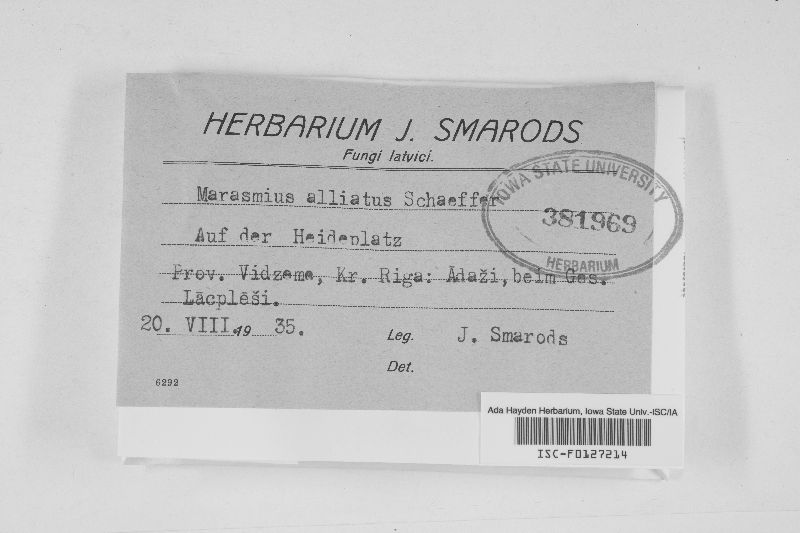 HERBARIUM J. SMARODS
Fungi latvici.
Marasmius alliatus Schaeffer
Auf der Heideplatz
Prov. Vidzeme, Kr. Riga: Ādaži, beim Ges.
Lāčplēši.
20. VIII 19 35.
Leg. J. Smarods
Det.
6292
IOWA STATE UNIVERSITY
381969
HERBARIUM
Ada Hayden Herbarium, Iowa State Univ.-ISC/IA
ISC-F0127214